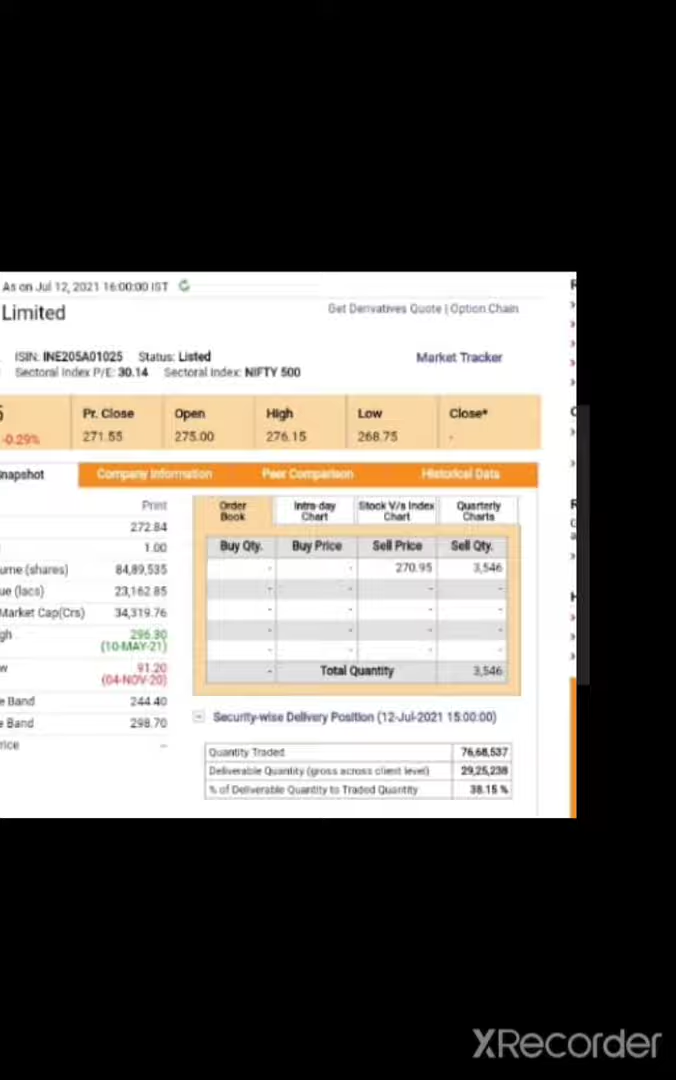 As on Jul 12, 2021 16:00:00 IST
Limited
Get Derivatives Quote | Option Chain
ISIN: INE205A01025 Status: Listed
Market Tracker
Sectoral Index P/E: 30.14 Sectoral Index: NIFTY 500
Pr. Close Open High Low Close*
-0.29% 271.55 275.00 276.15 268.75 -
napshot Company Information Peer Comparison Historical Data
Print
Order Book Intra-day Chart Stock V/s Index Chart Quarterly Charts
272.84
1.00
Buy Qty. Buy Price Sell Price Sell Qty.
- - 270.95 3,546
- - - -
- - - -
- - - -
- - - -
- Total Quantity 3,546
ume (shares) 84,89,535
ue (lacs) 23,162.85
Market Cap(Crs) 34,319.76
gh 296.30
(10-MAY-21)
w 91.20
(04-NOV-20)
e Band 244.40
e Band 298.70
rice -
Security-wise Delivery Position (12-Jul-2021 15:00:00)
Quantity Traded 76,68,537
Deliverable Quantity (gross across client level) 29,25,238
% of Deliverable Quantity to Traded Quantity 38.15 %
XRecorder